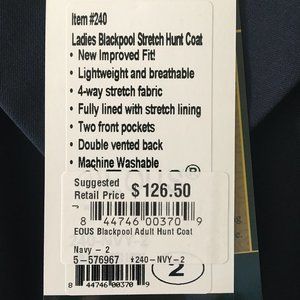 Item #240
Ladies Blackpool Stretch Hunt Coat
• New Improved Fit!
• Lightweight and breathable
• 4-way stretch fabric
• Fully lined with stretch lining
• Two front pockets
• Double vented back
• Machine Washable
Suggested
Retail Price
$126.50
8 44746 00370 9
EOUS Blackpool Adult Hunt Coat
Navy - 2
5-576967 #240-NVY-2
2
8 44746 00370 9